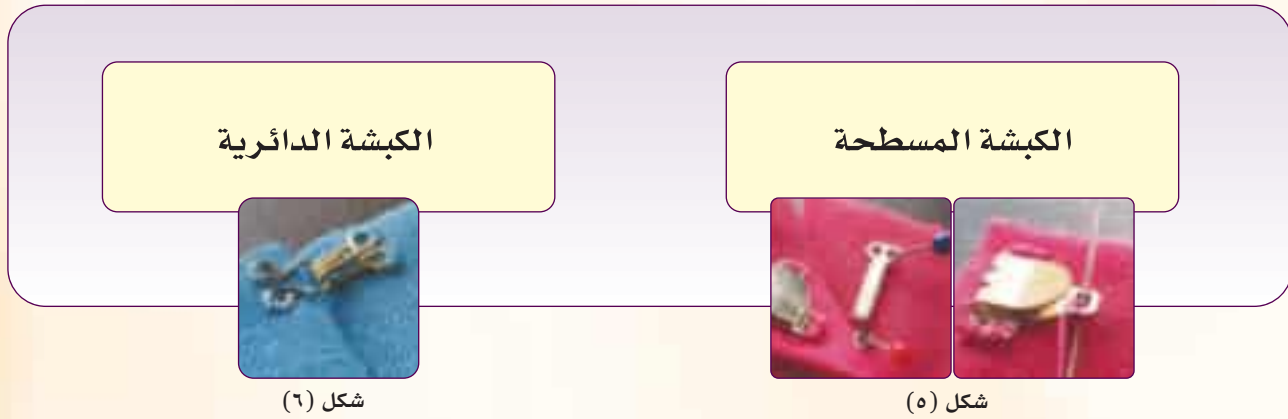 الكبشة المسطحة
الكبشة الدائرية
شكل (٥)
شكل (٦)